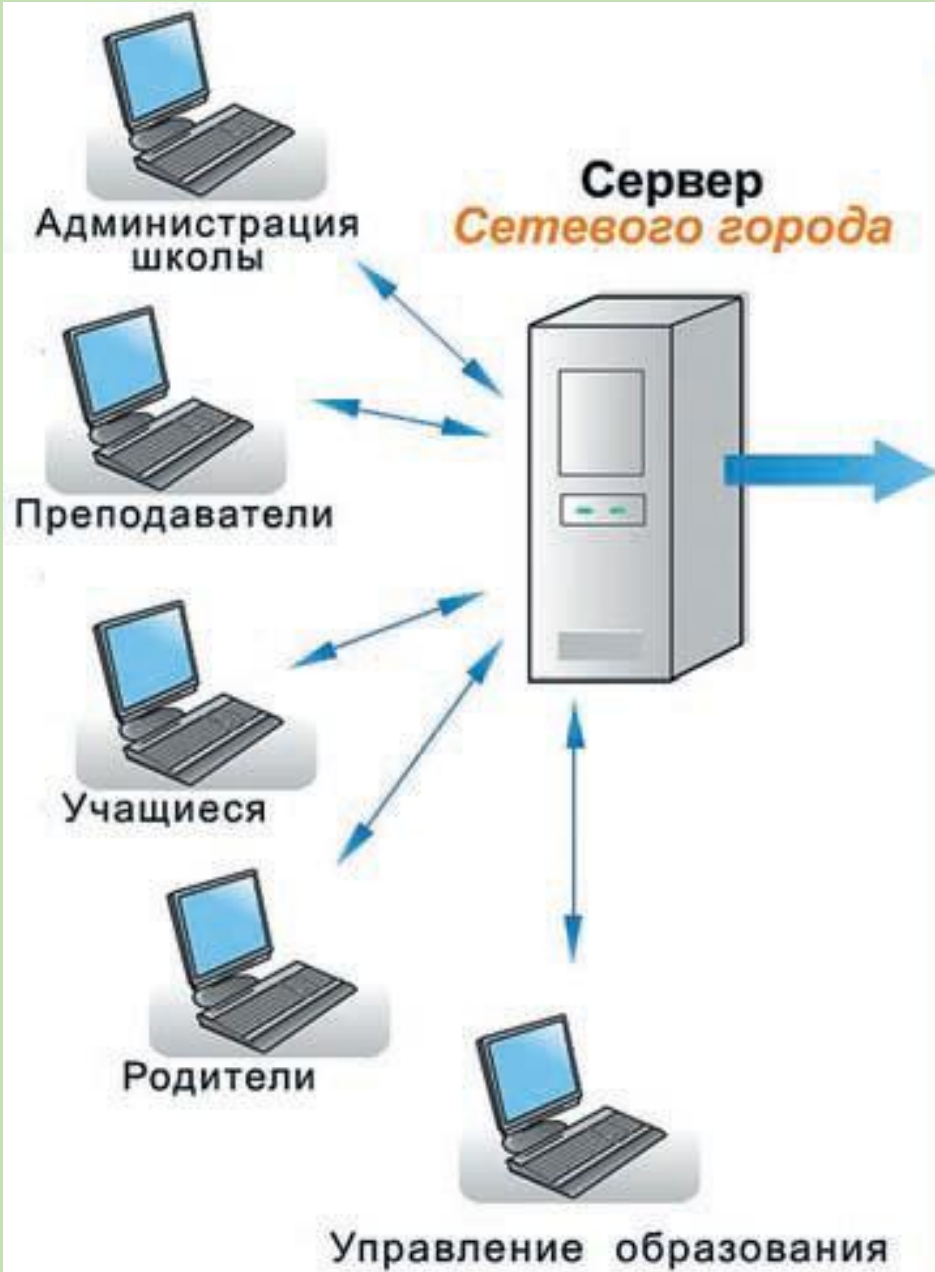 Администрация
школы
Сервер
Сетевого города
Преподаватели
Учащиеся
Родители
Управление образования